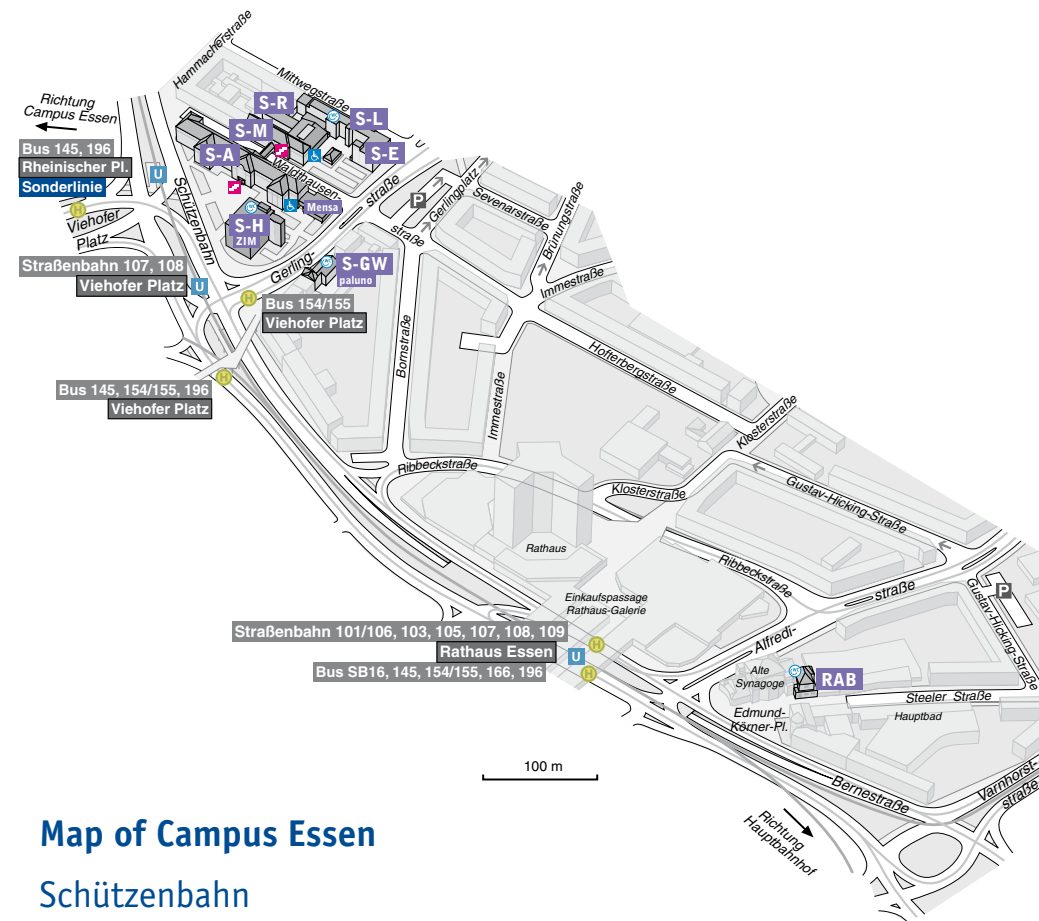 Hammacherstraße
Mittwegstraße
Richtung
Campus Essen
Bus 145, 196
Rheinischer Pl.
Sonderlinie
U
H
Viehofer
Platz
Schützenbahn
S-R
S-L
S-M
S-E
S-A
Waldthausen-
straße
Mensa
S-H
ZIM
Gerling-
straße
P
Gerlingplatz
Sevenarstraße
Brünungstraße
Immestraße
S-GW
paluno
Straßenbahn 107, 108
Viehofer Platz
U
H
Bus 154/155
Viehofer Platz
H
Bus 145, 154/155, 196
Viehofer Platz
Bornstraße
Immestraße
Hofterbergstraße
Klosterstraße
Ribbeckstraße
Klosterstraße
Gustav-Hicking-Straße
Rathaus
Ribbeckstraße
Einkaufspassage
Rathaus-Galerie
Alfredi-
straße
P
Gustav-Hicking-Straße
Straßenbahn 101/106, 103, 105, 107, 108, 109
H
Rathaus Essen
U
Bus SB16, 145, 154/155, 166, 196
H
Alte
Synagoge
RAB
Steeler Straße
Edmund-
Körner-Pl.
Hauptbad
100 m
Bernestraße
Varnhorst-
straße
Richtung
Hauptbahnhof
Map of Campus Essen
Schützenbahn